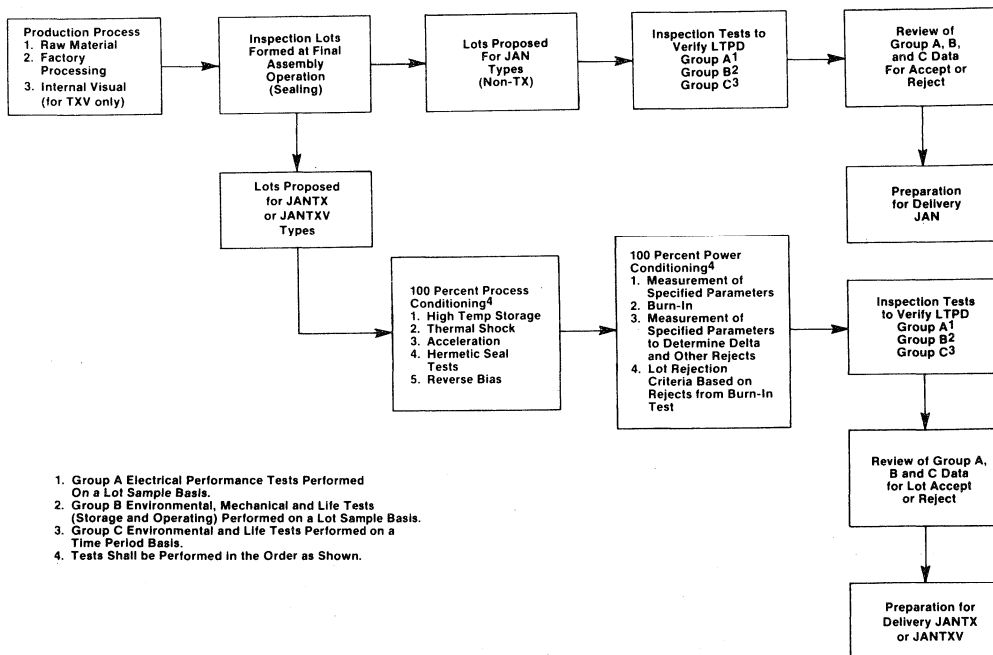 Production Process
1. Raw Material
2. Factory
Processing
3. Internal Visual
(for TXV only)
Inspection Lots
Formed at Final
Assembly
Operation
(Sealing)
Lots Proposed
For JAN
Types
(Non-TX)
Inspection Tests to
Verify LTPD
Group A1
Group B2
Group C3
Review of
Group A, B,
and C Data
For Accept or
Reject
Preparation
for Delivery
JAN
Lots Proposed
for JANTX
or JANTXV
Types
100 Percent Process
Conditioning4
1. High Temp Storage
2. Thermal Shock
3. Acceleration
4. Hermetic Seal
Tests
5. Reverse Bias
100 Percent Power
Conditioning4
1. Measurement of
Specified Parameters
2. Burn-In
3. Measurement of
Specified Parameters
to Determine Delta
and Other Rejects
4. Lot Rejection
Criteria Based on
Rejects from Burn-In
Test
Inspection Tests
to Verify LTPD
Group A1
Group B2
Group C3
Review of Group A,
B and C Data
for Lot Accept
or Reject
Preparation for
Delivery JANTX
or JANTXV
1. Group A Electrical Performance Tests Performed
On a Lot Sample Basis.
2. Group B Environmental, Mechanical and Life Tests
(Storage and Operating) Performed on a Lot Sample Basis.
3. Group C Environmental and Life Tests Performed on a
Time Period Basis.
4. Tests Shall be Performed in the Order as Shown.